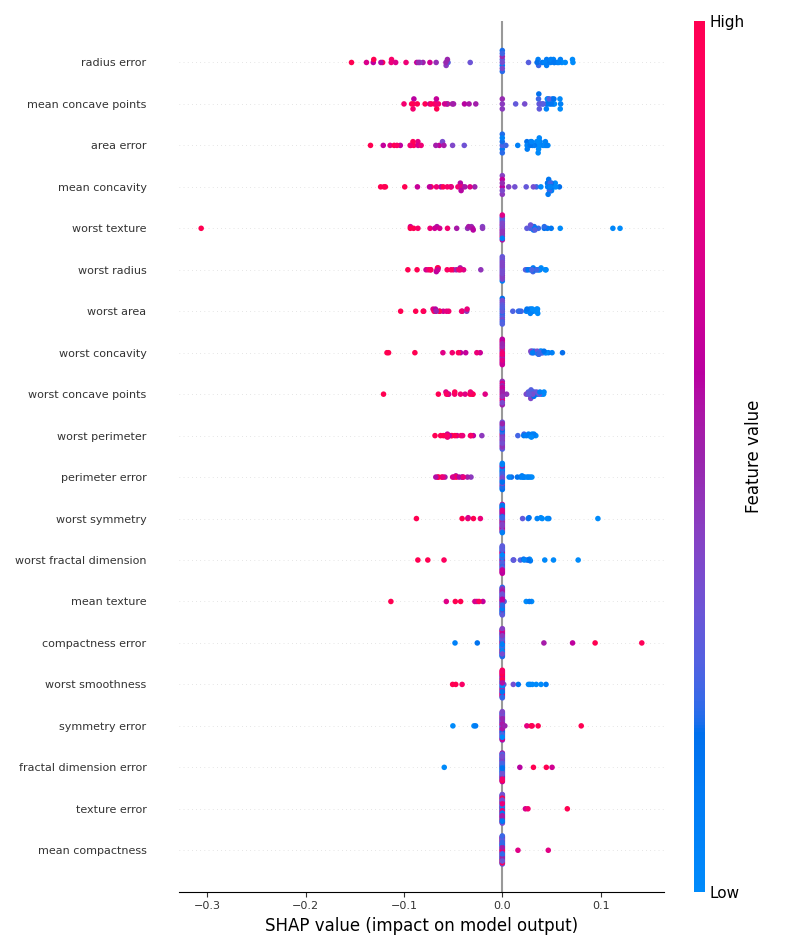 High
radius error
mean concave points
area error
mean concavity
worst texture
worst radius
worst area
worst concavity
worst concave points
worst perimeter
perimeter error
worst symmetry
worst fractal dimension
mean texture
compactness error
worst smoothness
symmetry error
fractal dimension error
texture error
mean compactness
Feature value
Low
−0.3 −0.2 −0.1 0.0 0.1
SHAP value (impact on model output)